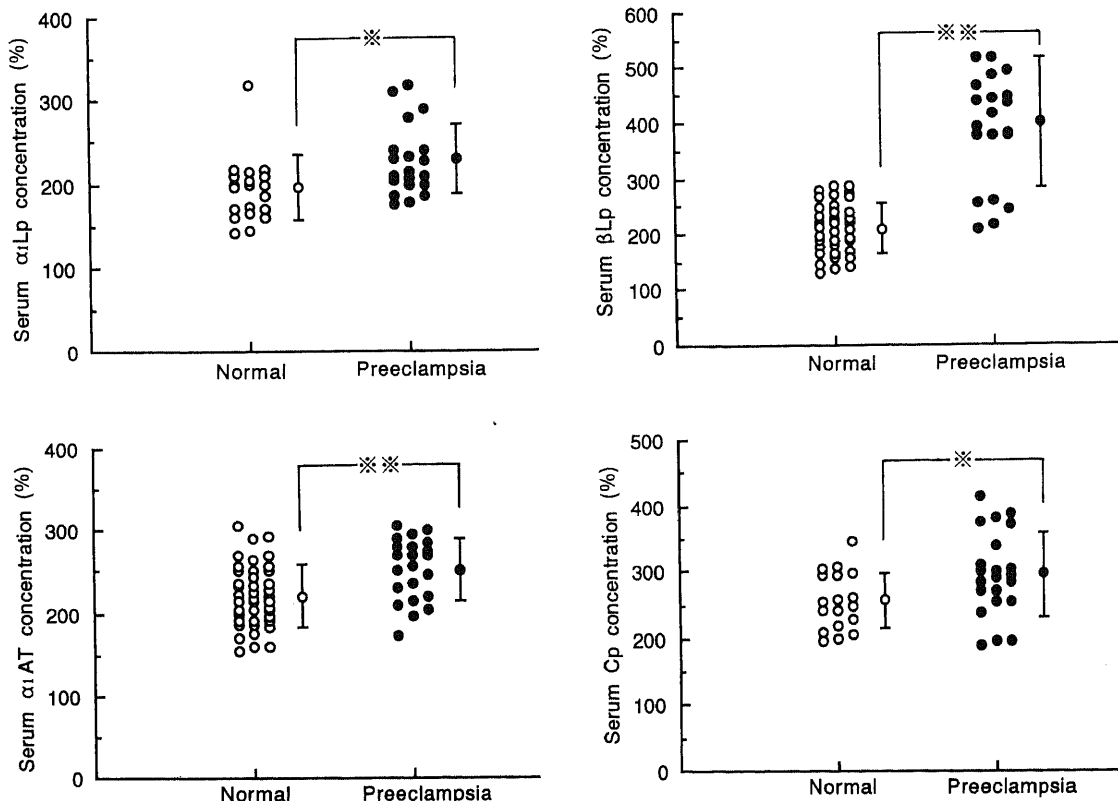 Serum α1Lp concentration (%)
400
300
200
100
0
※
Normal
Preeclampsia
Serum βLp concentration (%)
600
500
400
300
200
100
0
※※
Normal
Preeclampsia
Serum α1AT concentration (%)
400
300
200
100
0
※※
Normal
Preeclampsia
Serum Cp concentration (%)
500
400
300
200
100
0
※
Normal
Preeclampsia